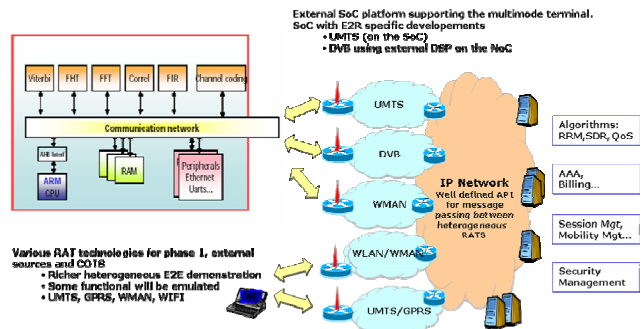 External SoC platform supporting the multimode terminal.
SoC with E2R specific developements
• UMTS (on the SoC)
• DVB using external DSP on the NoC
Viterbi
FHT
FFT
Correl
FIR
Channel coding
Communication network
ARM
CPU
RAM
Peripherals
Ethernet
Uarts...
UMTS
DVB
WMAN
WLAN/WMAN
UMTS/GPRS
IP Network
Well defined API
for message
passing between
heterogeneous
RATS
Algorithms:
RRM,SDR, QoS
AAA,
Billing...
Session Mgt,
Mobility Mgt...
Security
Management
Various RAT technologies for phase 1, external
sources and COTS
• Richer heterogeneous E2E demonstration
• Some functional will be emulated
• UMTS, GPRS, WMAN, WIFI